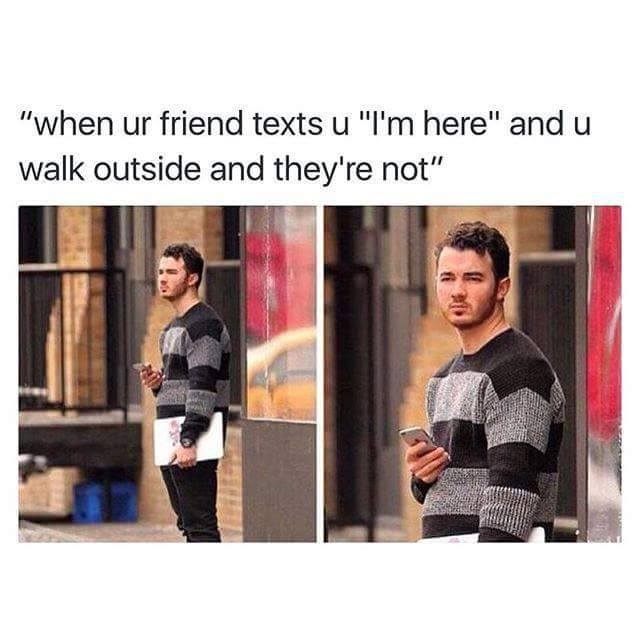 "when ur friend texts u "I'm here" and u
walk outside and they're not"